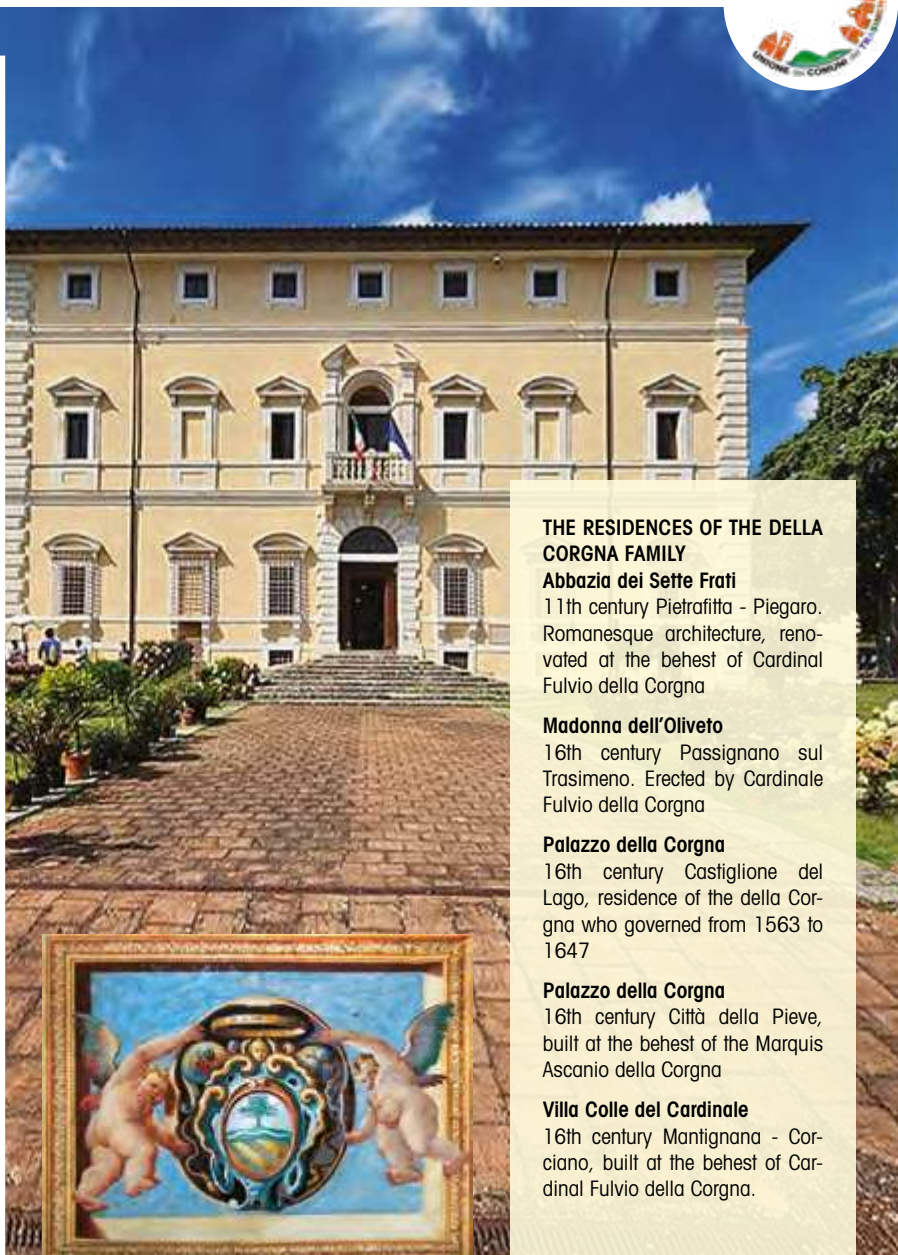 UNIONE DEI COMUNI DEL TRASIMENO
THE RESIDENCES OF THE DELLA
CORGNA FAMILY
Abbazia dei Sette Frati
11th century Pietrafitta - Piegaro.
Romanesque architecture, reno-
vated at the behest of Cardinal
Fulvio della Corgna
Madonna dell’Oliveto
16th century Passignano sul
Trasimeno. Erected by Cardinale
Fulvio della Corgna
Palazzo della Corgna
16th century Castiglione del
Lago, residence of the della Cor-
gna who governed from 1563 to
1647
Palazzo della Corgna
16th century Città della Pieve,
built at the behest of the Marquis
Ascanio della Corgna
Villa Colle del Cardinale
16th century Mantignana - Cor-
ciano, built at the behest of Car-
dinal Fulvio della Corgna.